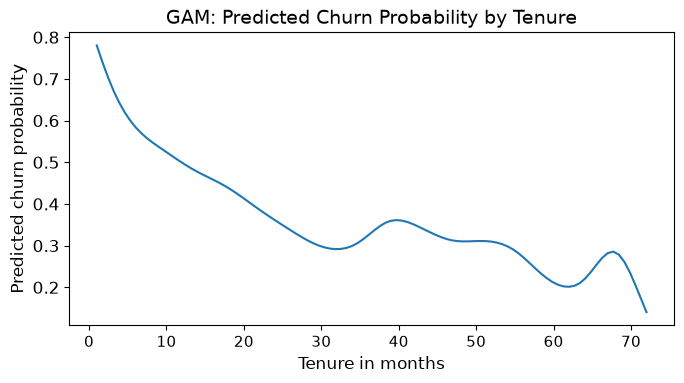 GAM: Predicted Churn Probability by Tenure
Predicted churn probability
0.8
0.7
0.6
0.5
0.4
0.3
0.2
0 10 20 30 40 50 60 70
Tenure in months